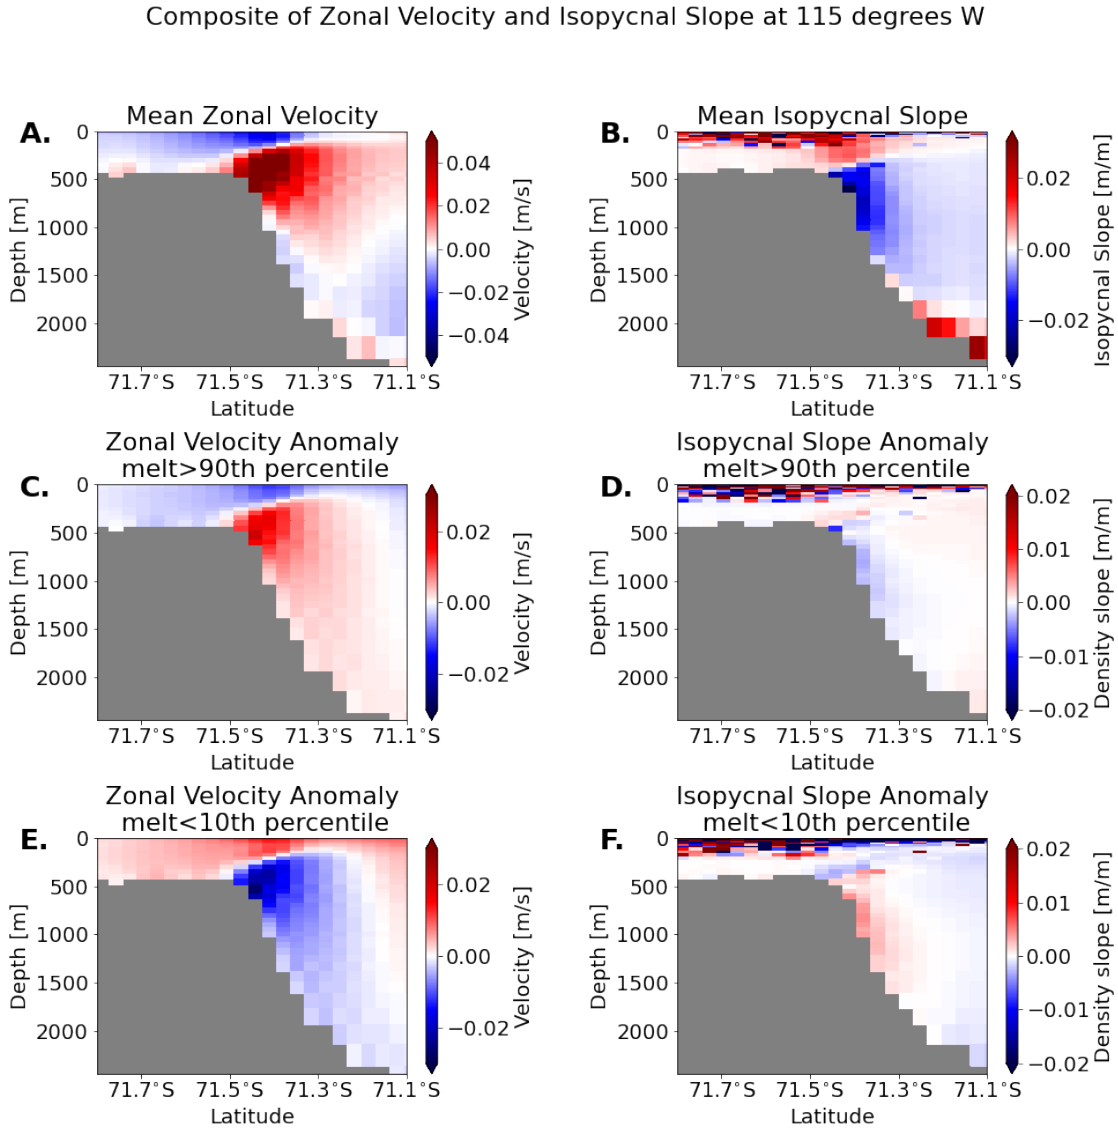 Composite of Zonal Velocity and Isopycnal Slope at 115 degrees W
A.
Mean Zonal Velocity
0
500
1000
1500
2000
Depth [m]
71.7°S
71.5°S
71.3°S
71.1°S
Latitude
0.04
0.02
0.00
−0.02
−0.04
Velocity [m/s]
B.
Mean Isopycnal Slope
0
500
1000
1500
2000
Depth [m]
71.7°S
71.5°S
71.3°S
71.1°S
Latitude
0.02
0.00
−0.02
Isopycnal Slope [m/m]
C.
Zonal Velocity Anomaly
melt>90th percentile
0
500
1000
1500
2000
Depth [m]
71.7°S
71.5°S
71.3°S
71.1°S
Latitude
0.02
0.00
−0.02
Velocity [m/s]
D.
Isopycnal Slope Anomaly
melt>90th percentile
0
500
1000
1500
2000
Depth [m]
71.7°S
71.5°S
71.3°S
71.1°S
Latitude
0.02
0.01
0.00
−0.01
−0.02
Density slope [m/m]
E.
Zonal Velocity Anomaly
melt<10th percentile
0
500
1000
1500
2000
Depth [m]
71.7°S
71.5°S
71.3°S
71.1°S
Latitude
0.02
0.00
−0.02
Velocity [m/s]
F.
Isopycnal Slope Anomaly
melt<10th percentile
0
500
1000
1500
2000
Depth [m]
71.7°S
71.5°S
71.3°S
71.1°S
Latitude
0.02
0.01
0.00
−0.01
−0.02
Density slope [m/m]